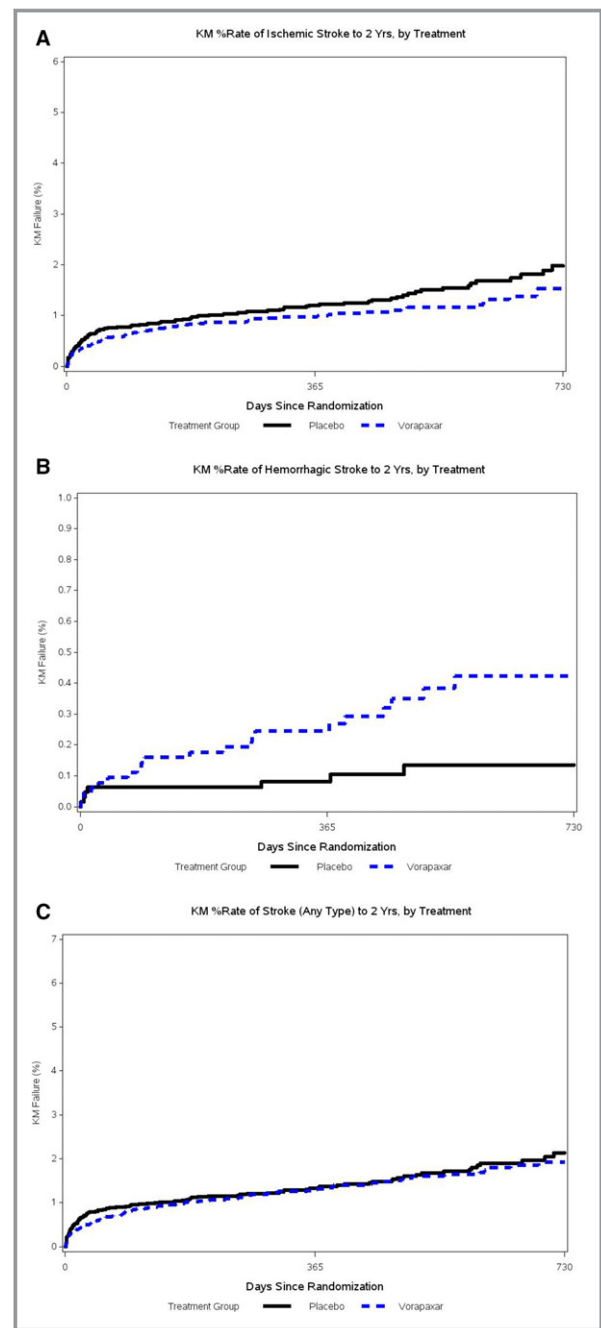 A
KM %Rate of Ischemic Stroke to 2 Yrs, by Treatment
6
5
4
3
2
1
0
KM Failure (%)
0 365 730
Days Since Randomization
Treatment Group Placebo Vorapaxar
B
KM %Rate of Hemorrhagic Stroke to 2 Yrs, by Treatment
1.0
0.9
0.8
0.7
0.6
0.5
0.4
0.3
0.2
0.1
0.0
KM Failure (%)
0 365 730
Days Since Randomization
Treatment Group Placebo Vorapaxar
C
KM %Rate of Stroke (Any Type) to 2 Yrs, by Treatment
7
6
5
4
3
2
1
0
KM Failure (%)
0 365 730
Days Since Randomization
Treatment Group Placebo Vorapaxar